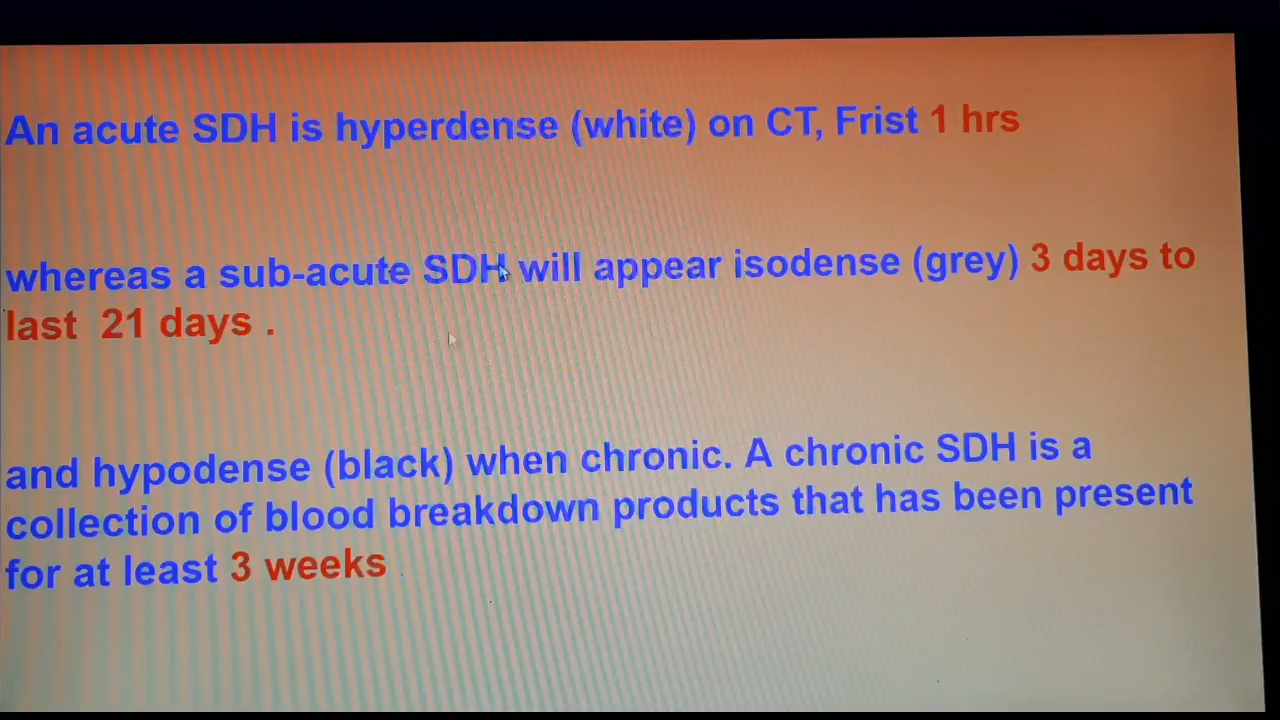 An acute SDH is hyperdense (white) on CT, Frist 1 hrs
whereas a sub-acute SDH will appear isodense (grey) 3 days to
last 21 days .
and hypodense (black) when chronic. A chronic SDH is a
collection of blood breakdown products that has been present
for at least 3 weeks .